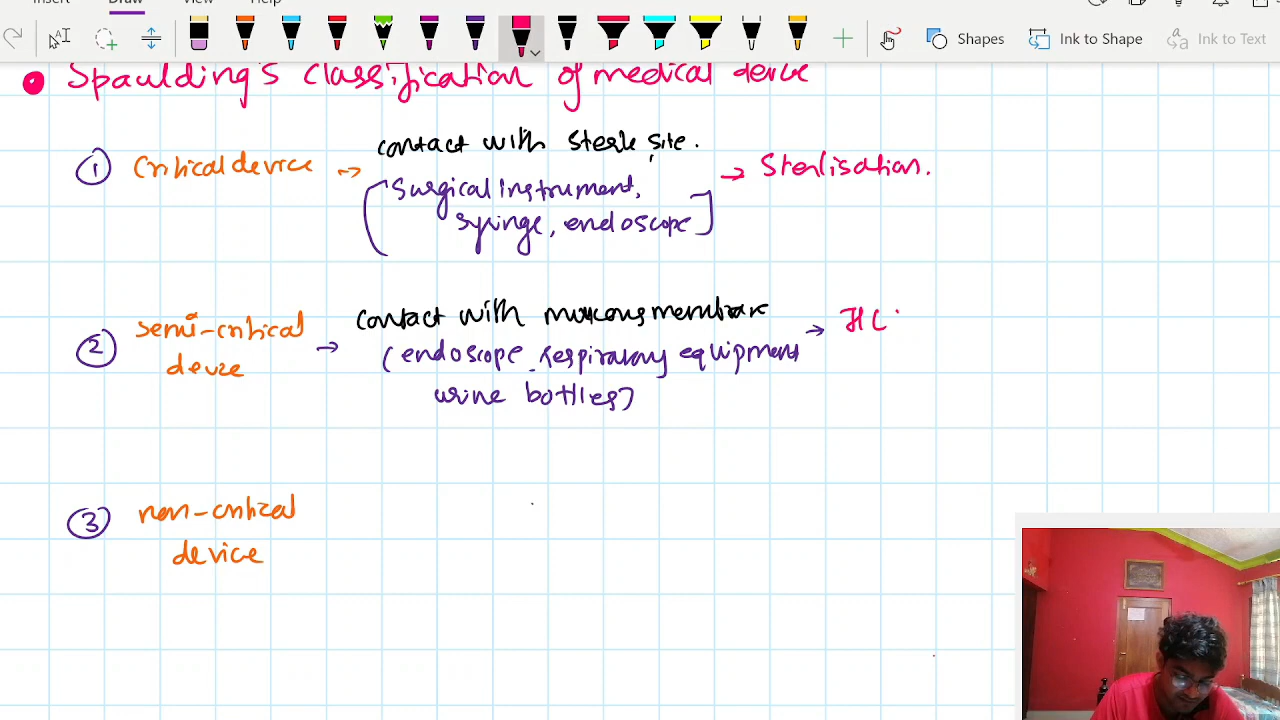 Insert Draw View Help
Shapes Ink to Shape Ink to Text
• Spaulding's classification of medical device
① Critical device → contact with sterile site.
(Surgical instrument,
syringe, endoscope]
→ Sterilisation.
② semi-critical
device
→ contact with mucous membrane
(endoscope, respiratory equipment
urine bottles)
→ HL
③ non-critical
device